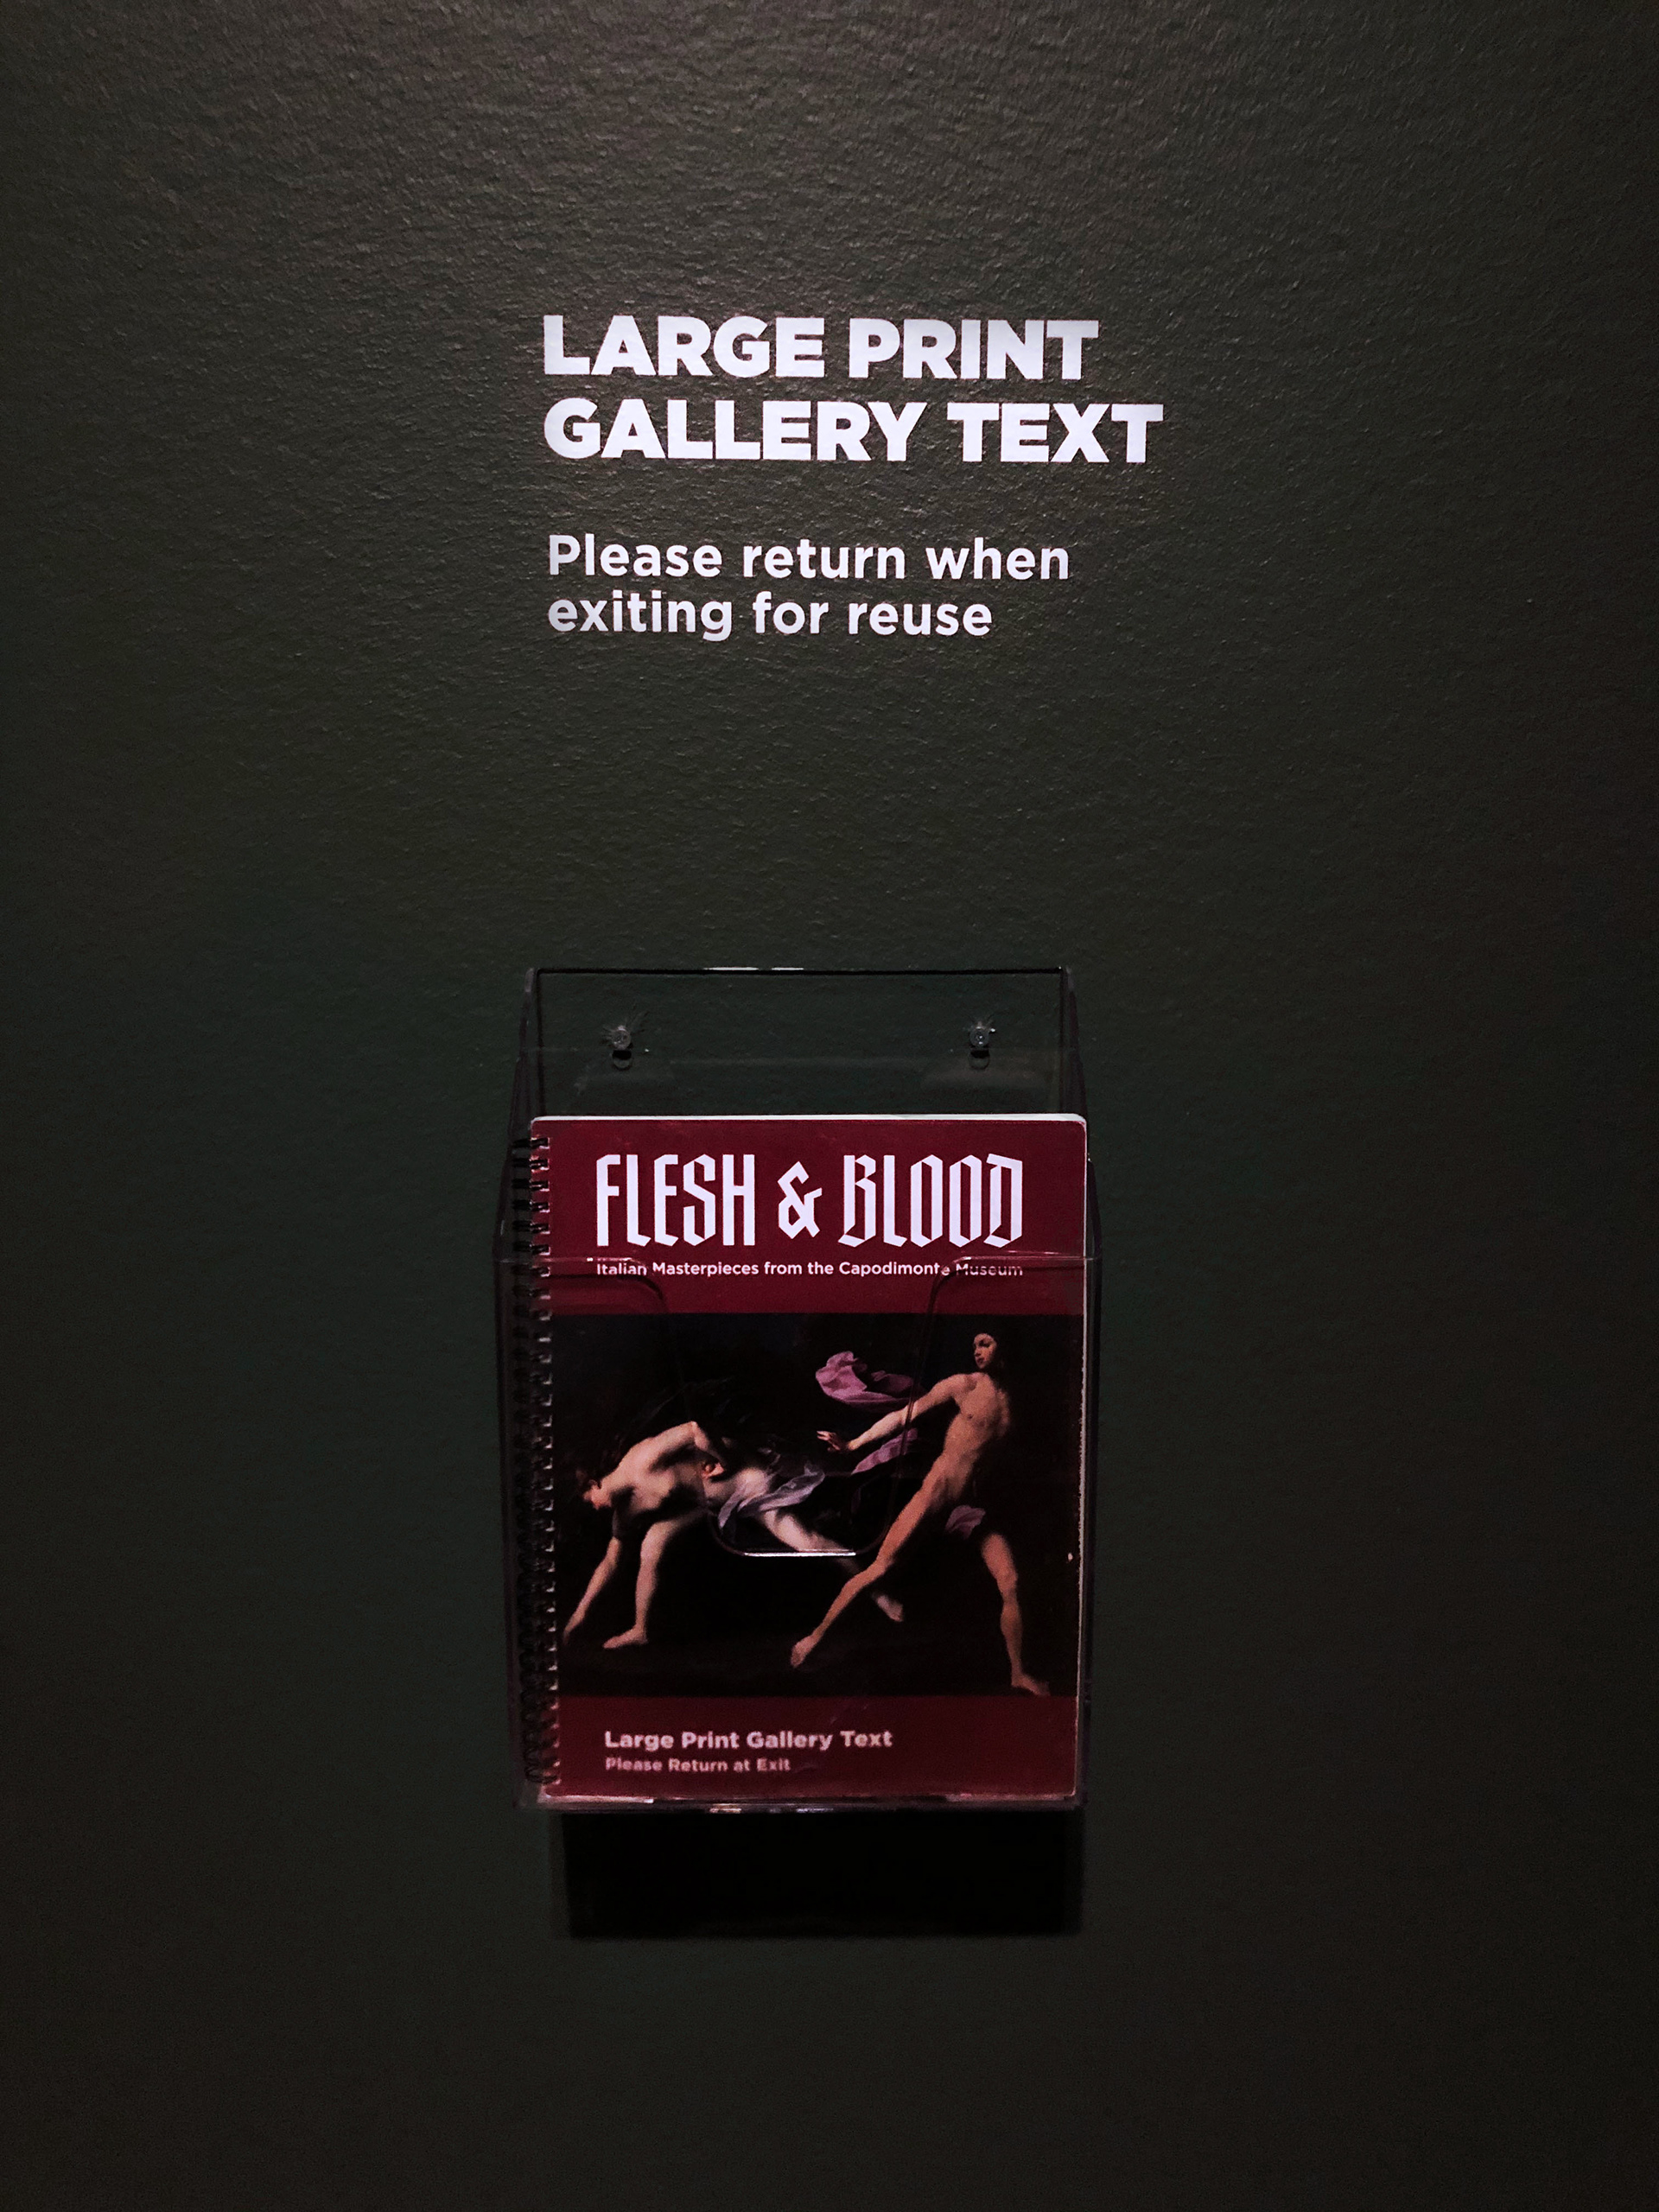 LARGE PRINT
GALLERY TEXT
Please return when
exiting for reuse
FLESH & BLOOD
Italian Masterpieces from the Capodimonte Museum
Large Print Gallery Text
Please Return at Exit